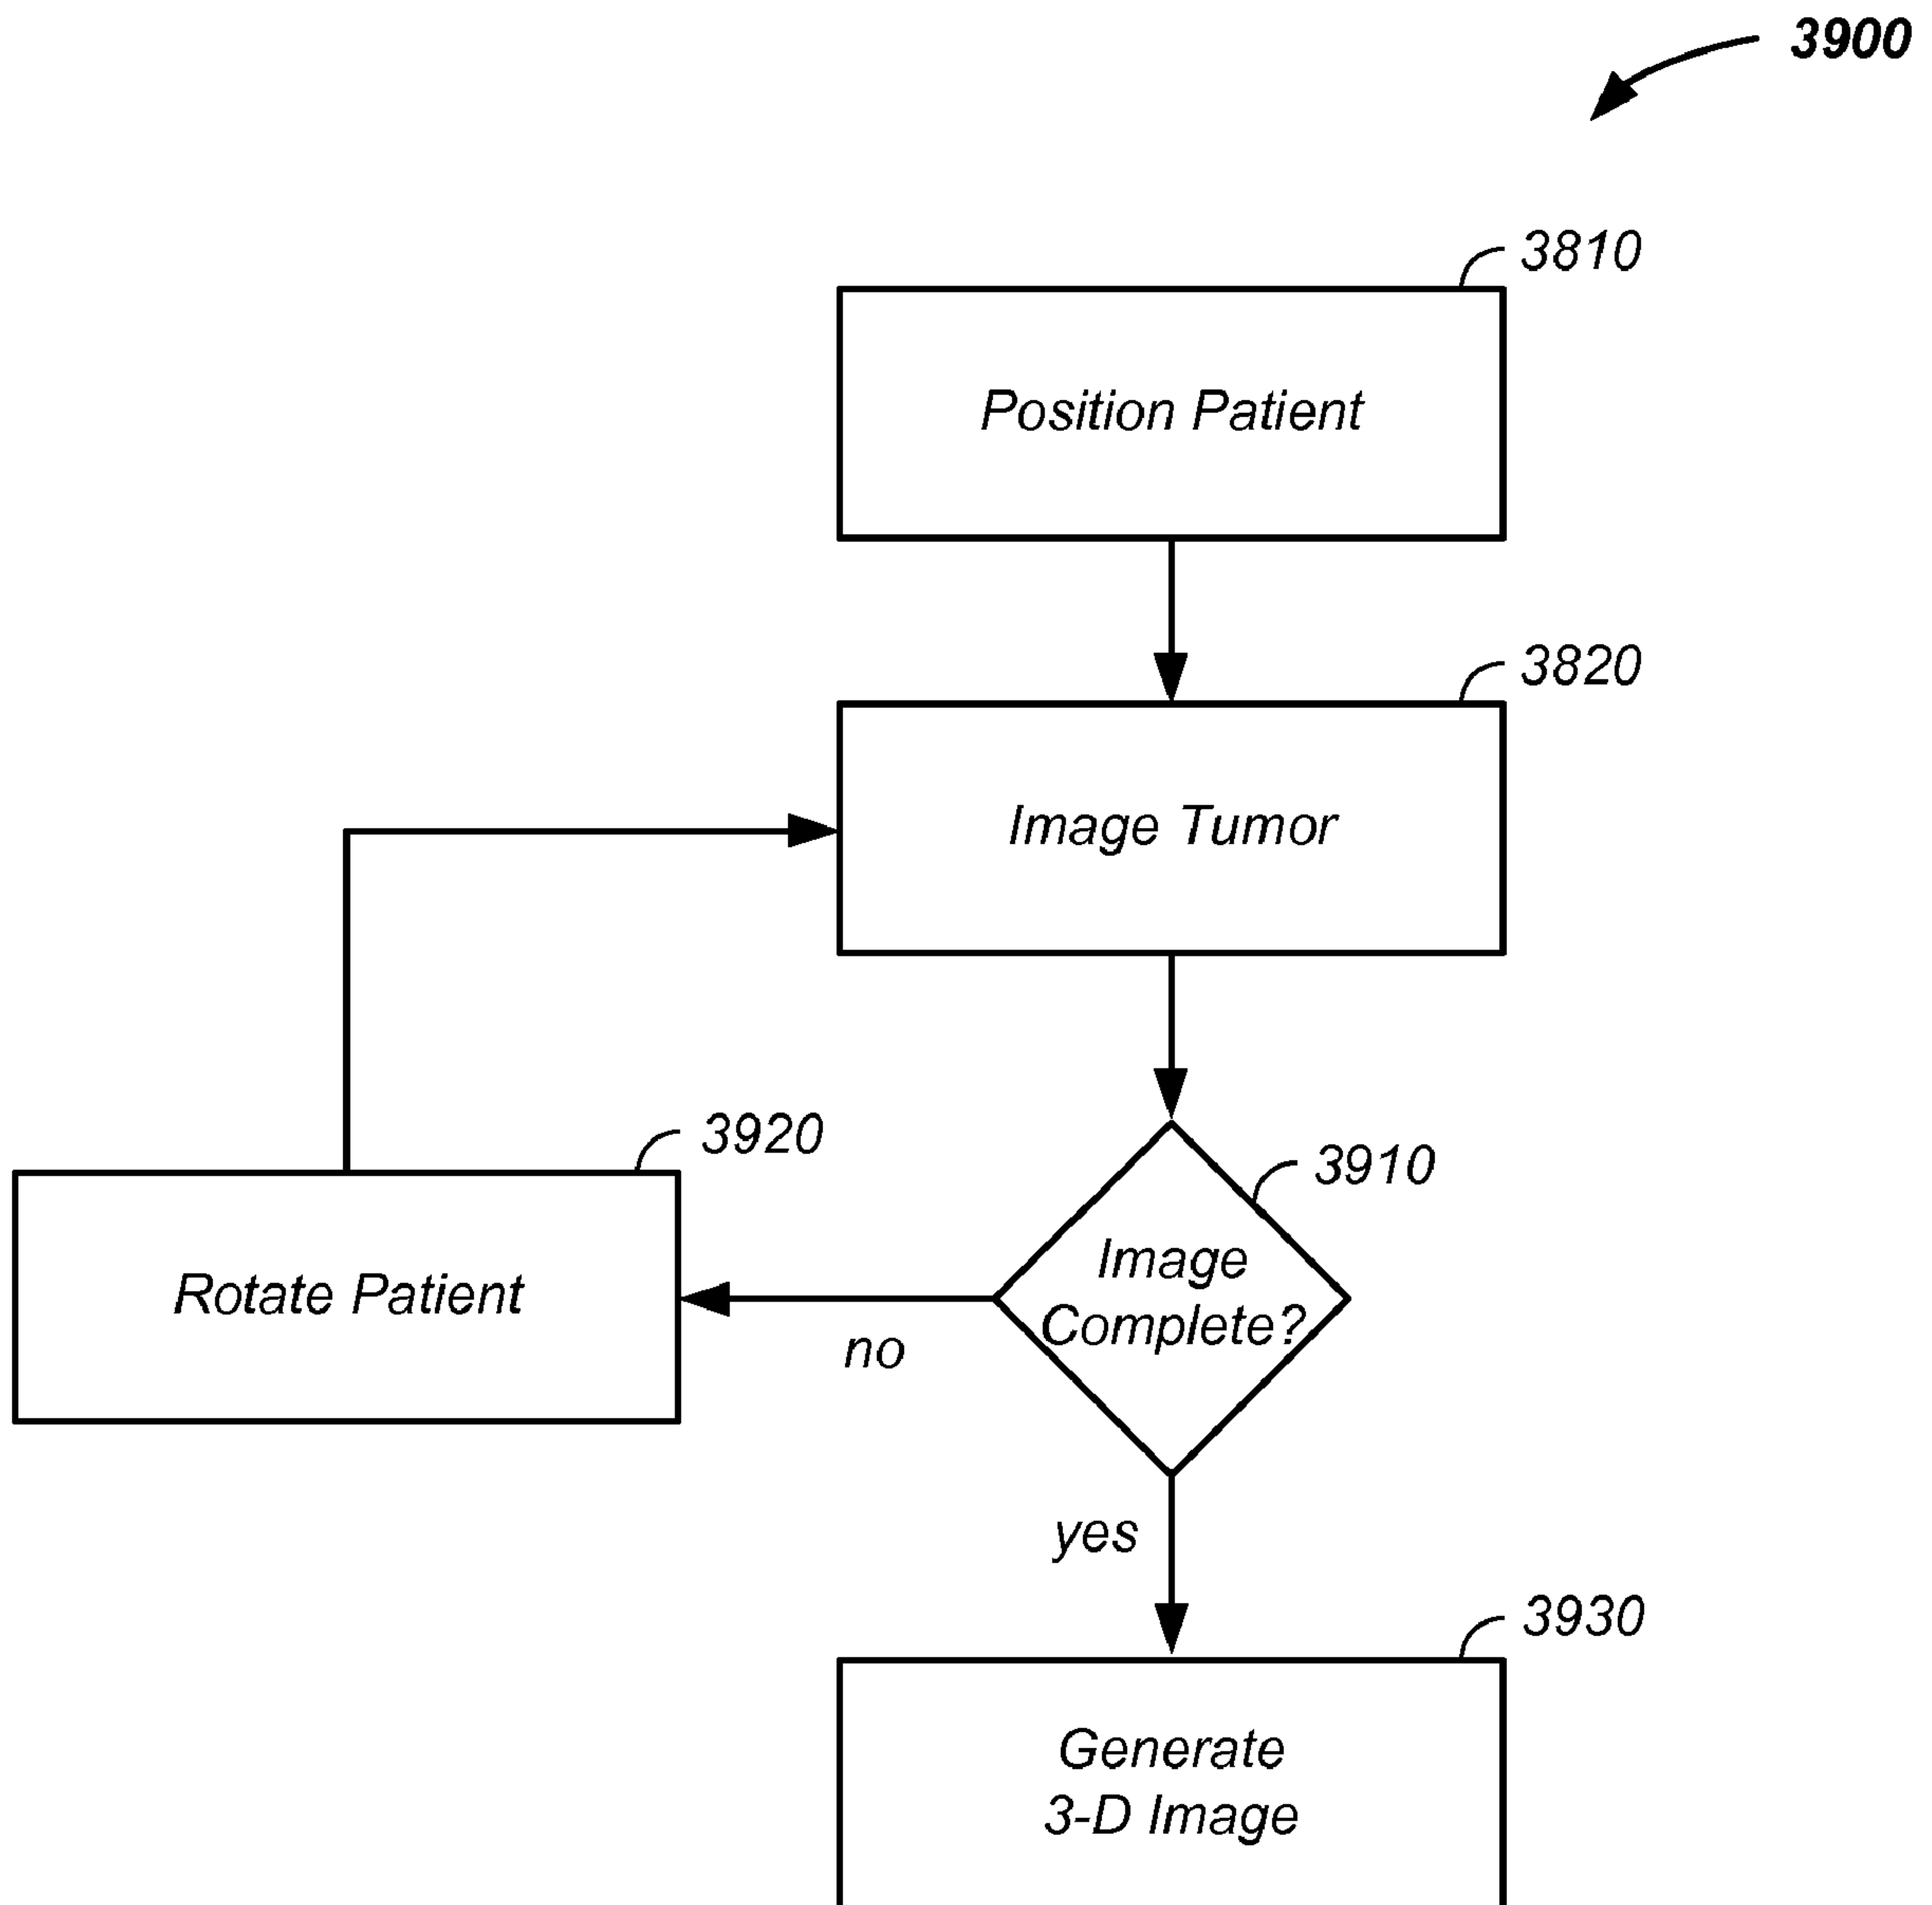 3900
3810
Position Patient
3820
Image Tumor
3920
3910
Rotate Patient
Image
Complete?
no
yes
3930
Generate
3-D Image